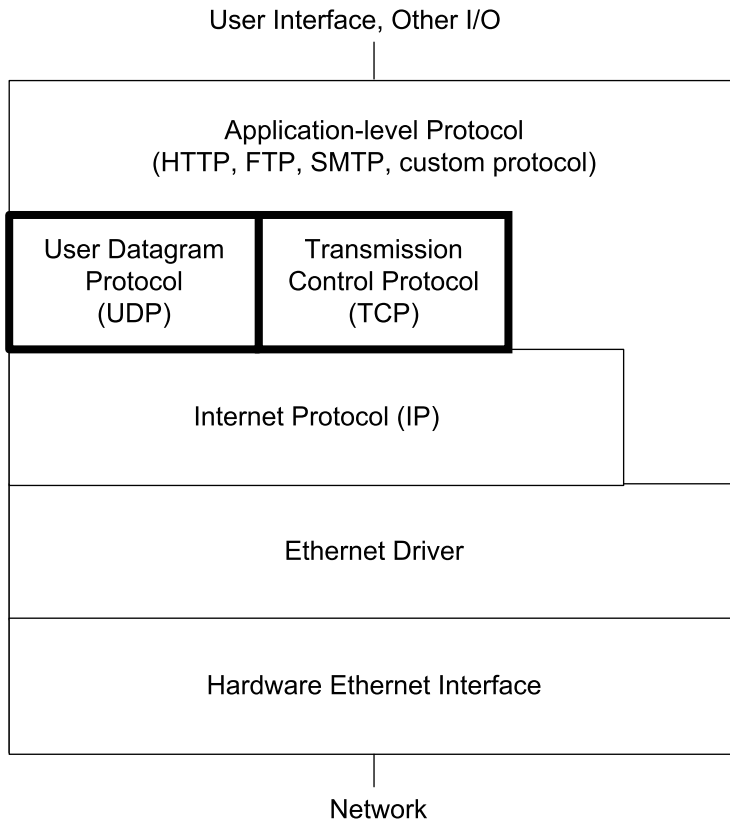 User Interface, Other I/O
Application-level Protocol
(HTTP, FTP, SMTP, custom protocol)
User Datagram
Protocol
(UDP)
Transmission
Control Protocol
(TCP)
Internet Protocol (IP)
Ethernet Driver
Hardware Ethernet Interface
Network